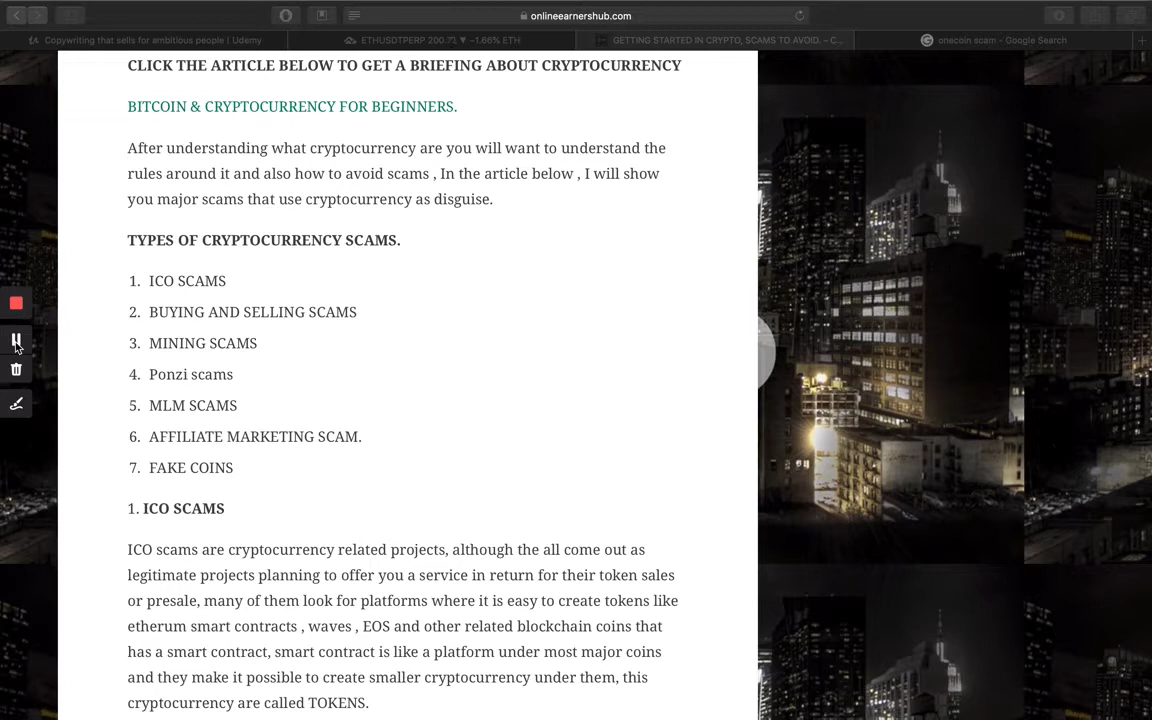 onlineearnershub.com
Copywriting that sells for ambitious people | Udemy
ETHUSDTPERP 200.72 ▼ −1.66% ETH
GETTING STARTED IN CRYPTO, SCAMS TO AVOID. – C...
onecoin scam - Google Search
CLICK THE ARTICLE BELOW TO GET A BRIEFING ABOUT CRYPTOCURRENCY
BITCOIN & CRYPTOCURRENCY FOR BEGINNERS.
After understanding what cryptocurrency are you will want to understand the
rules around it and also how to avoid scams , In the article below , I will show
you major scams that use cryptocurrency as disguise.
TYPES OF CRYPTOCURRENCY SCAMS.
1. ICO SCAMS
2. BUYING AND SELLING SCAMS
3. MINING SCAMS
4. Ponzi scams
5. MLM SCAMS
6. AFFILIATE MARKETING SCAM.
7. FAKE COINS
1. ICO SCAMS
ICO scams are cryptocurrency related projects, although the all come out as
legitimate projects planning to offer you a service in return for their token sales
or presale, many of them look for platforms where it is easy to create tokens like
etherum smart contracts , waves , EOS and other related blockchain coins that
has a smart contract, smart contract is like a platform under most major coins
and they make it possible to create smaller cryptocurrency under them, this
cryptocurrency are called TOKENS.